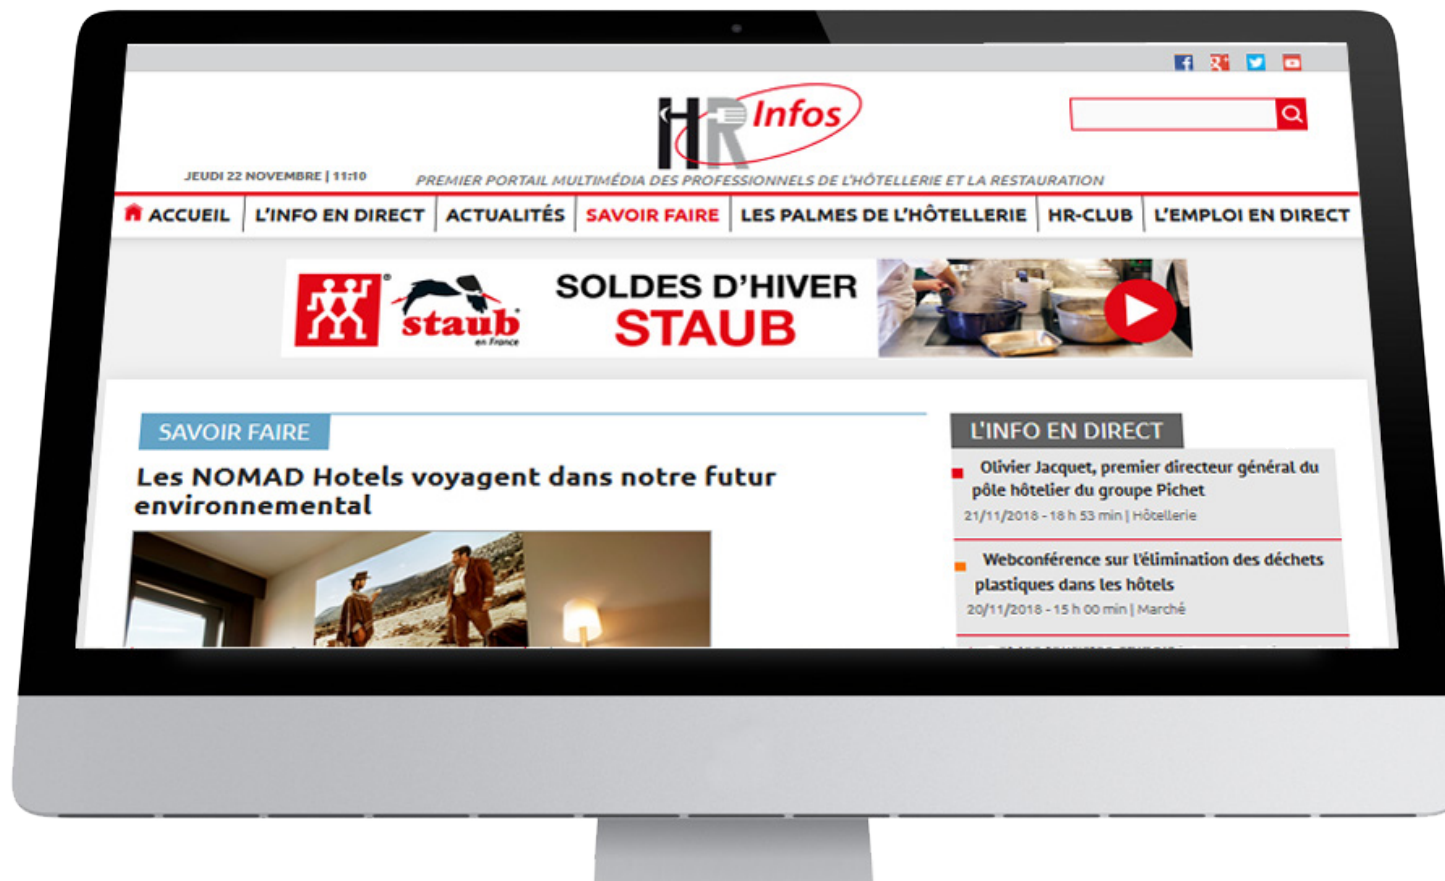 HR Infos
JEUDI 22 NOVEMBRE | 11:10
PREMIER PORTAIL MULTIMÉDIA DES PROFESSIONNELS DE L'HÔTELLERIE ET LA RESTAURATION
ACCUEIL L'INFO EN DIRECT ACTUALITÉS SAVOIR FAIRE LES PALMES DE L'HÔTELLERIE HR-CLUB L'EMPLOI EN DIRECT
®
staub
en France
SOLDES D'HIVER
STAUB
SAVOIR FAIRE
Les NOMAD Hotels voyagent dans notre futur
environnemental
L'INFO EN DIRECT
Olivier Jacquet, premier directeur général du
pôle hôtelier du groupe Pichet
21/11/2018 - 18 h 53 min | Hôtellerie
Webconférence sur l'élimination des déchets
plastiques dans les hôtels
20/11/2018 - 15 h 00 min | Marché